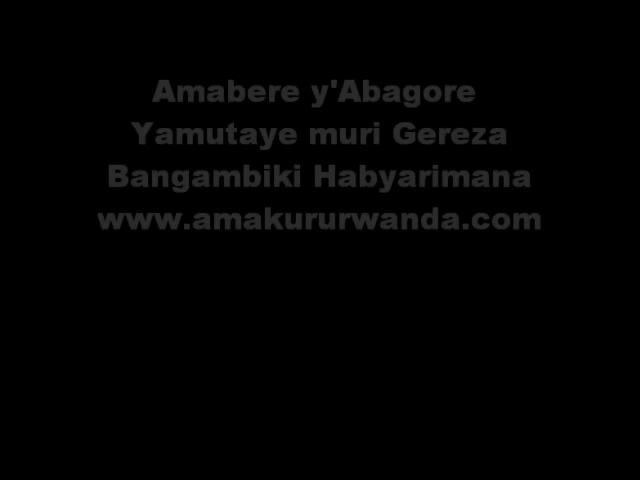 Amabere y'Abagore
Yamutaye muri Gereza
Bangambiki Habyarimana
www.amakururwanda.com